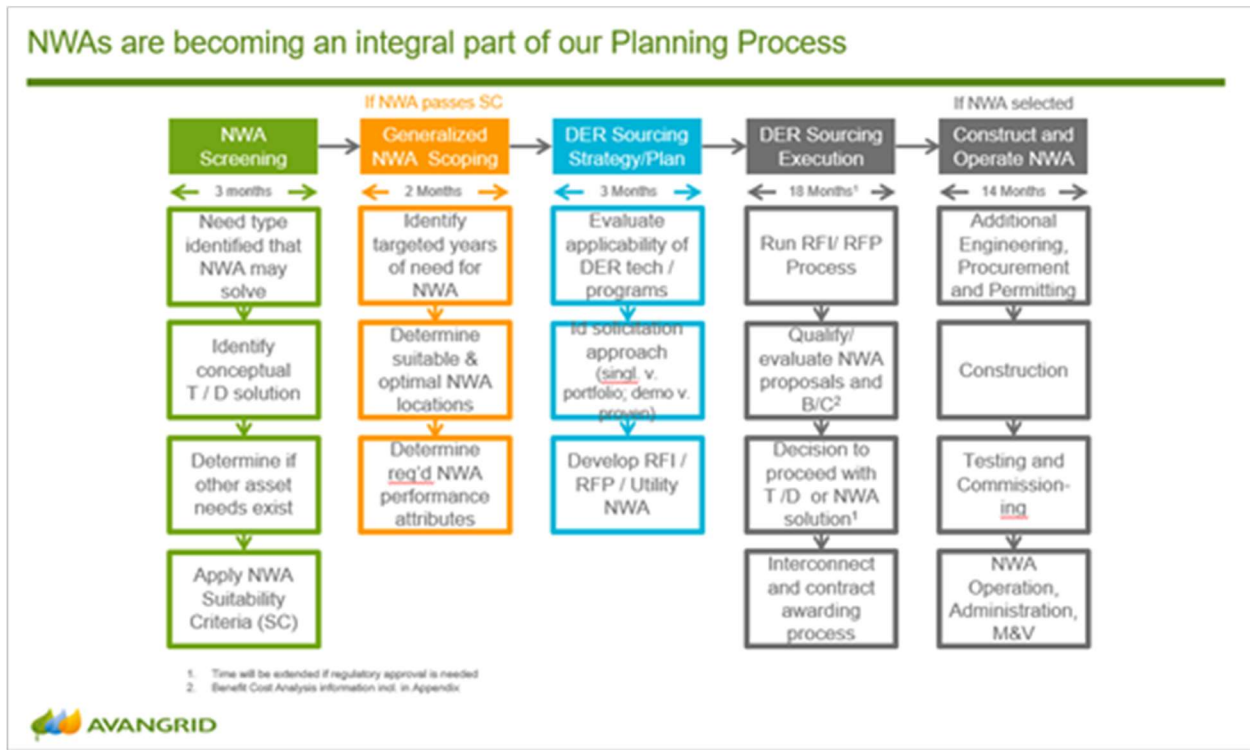 NWAs are becoming an integral part of our Planning Process
If NWA passes SC
If NWA selected
NWA
Screening
Generalized
NWA Scoping
DER Sourcing
Strategy/Plan
DER Sourcing
Execution
Construct and
Operate NWA
3 months
2 Months
3 Months
18 Months¹
14 Months
Need type
identified that
NWA may
solve
Identify
conceptual
T / D solution
Determine if
other asset
needs exist
Apply NWA
Suitability
Criteria (SC)
Identify
targeted years
of need for
NWA
Determine
suitable &
optimal NWA
locations
Determine
req'd NWA
performance
attributes
Evaluate
applicability of
DER tech /
programs
Id solicitation
approach
(singl. v.
portfolio; demo v.
proven)
Develop RFI /
RFP / Utility
NWA
Run RFI/ RFP
Process
Qualify/
evaluate NWA
proposals and
B/C²
Decision to
proceed with
T /D or NWA
solution¹
Interconnect
and contract
awarding
process
Additional
Engineering,
Procurement
and Permitting
Construction
Testing and
Commission-
ing
NWA
Operation,
Administration,
M&V
1. Time will be extended if regulatory approval is needed
2. Benefit Cost Analysis information incl. in Appendix
AVANGRID